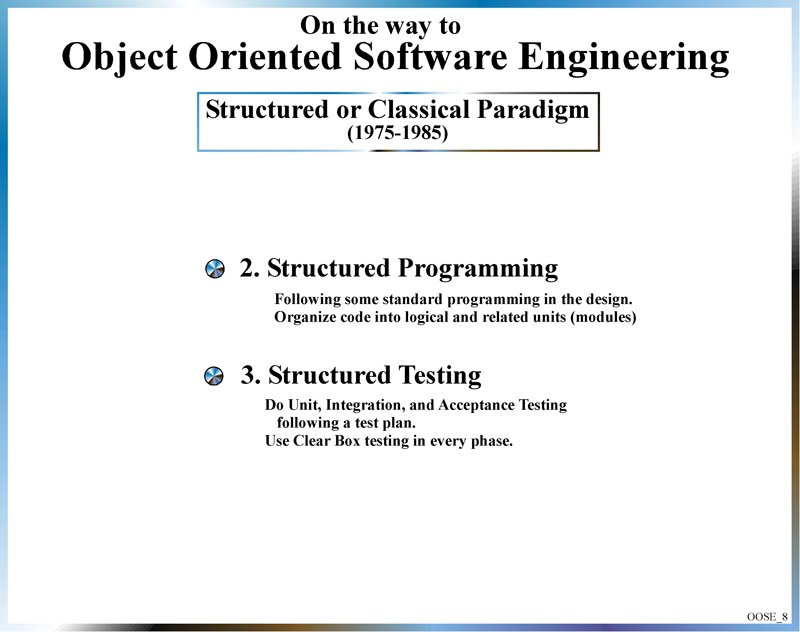 On the way to
Object Oriented Software Engineering
Structured or Classical Paradigm
(1975-1985)
2. Structured Programming
Following some standard programming in the design.
Organize code into logical and related units (modules)
3. Structured Testing
Do Unit, Integration, and Acceptance Testing
following a test plan.
Use Clear Box testing in every phase.
OOSE_8